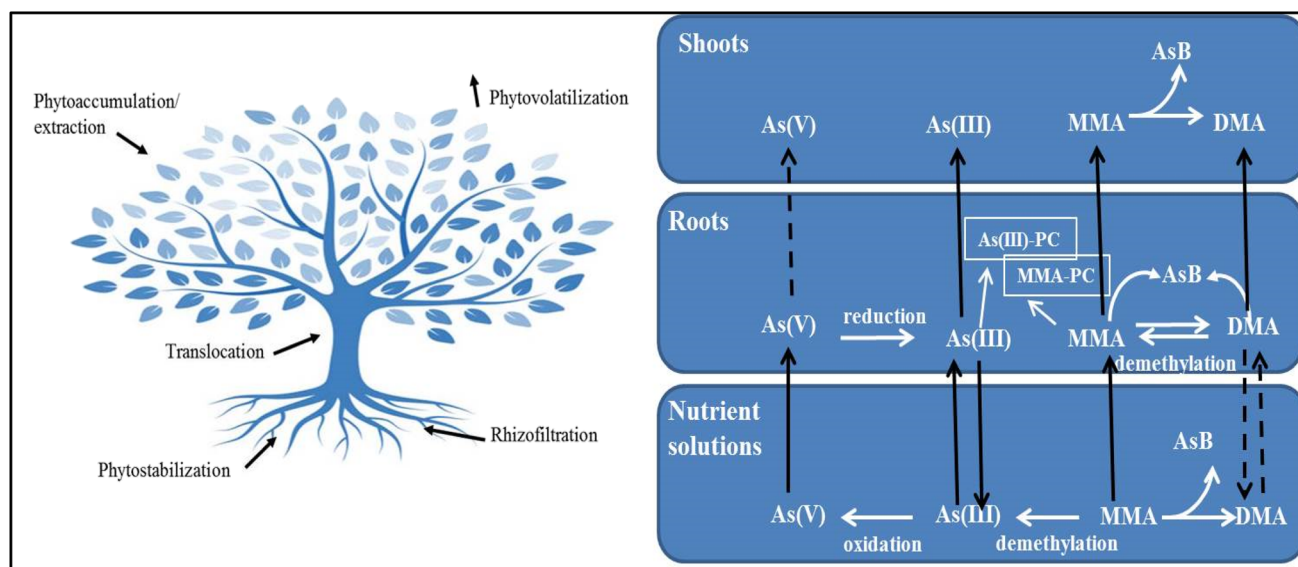 Phytoaccumulation/
extraction
Phytovolatilization
Translocation
Rhizofiltration
Phytostabilization
Shoots
AsB
As(V)
As(III)
MMA
DMA
Roots
As(III)-PC
MMA-PC
AsB
As(V)
reduction
As(III)
MMA
DMA
demethylation
Nutrient
solutions
AsB
As(V)
As(III)
MMA
DMA
oxidation
demethylation